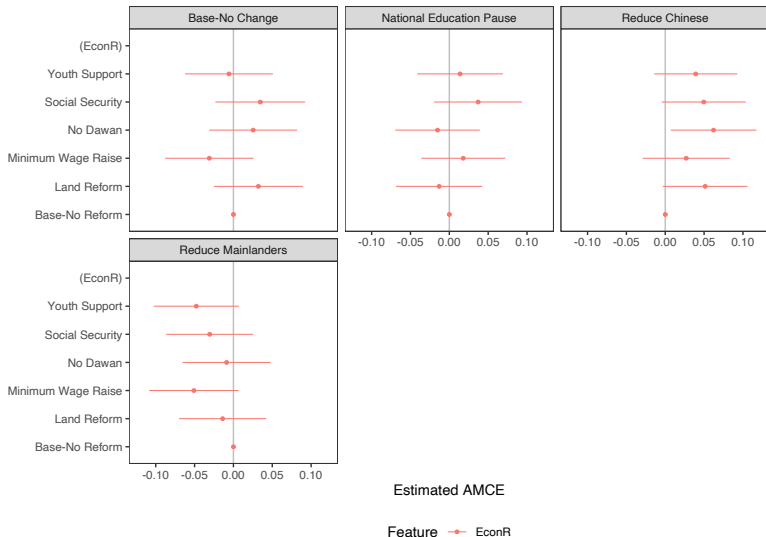 Base-No Change
National Education Pause
Reduce Chinese
(EconR)
Youth Support
Social Security
No Dawan
Minimum Wage Raise
Land Reform
Base-No Reform
-0.10 -0.05 0.00 0.05 0.10
-0.10 -0.05 0.00 0.05 0.10
Reduce Mainlanders
(EconR)
Youth Support
Social Security
No Dawan
Minimum Wage Raise
Land Reform
Base-No Reform
-0.10 -0.05 0.00 0.05 0.10
Estimated AMCE
Feature EconR